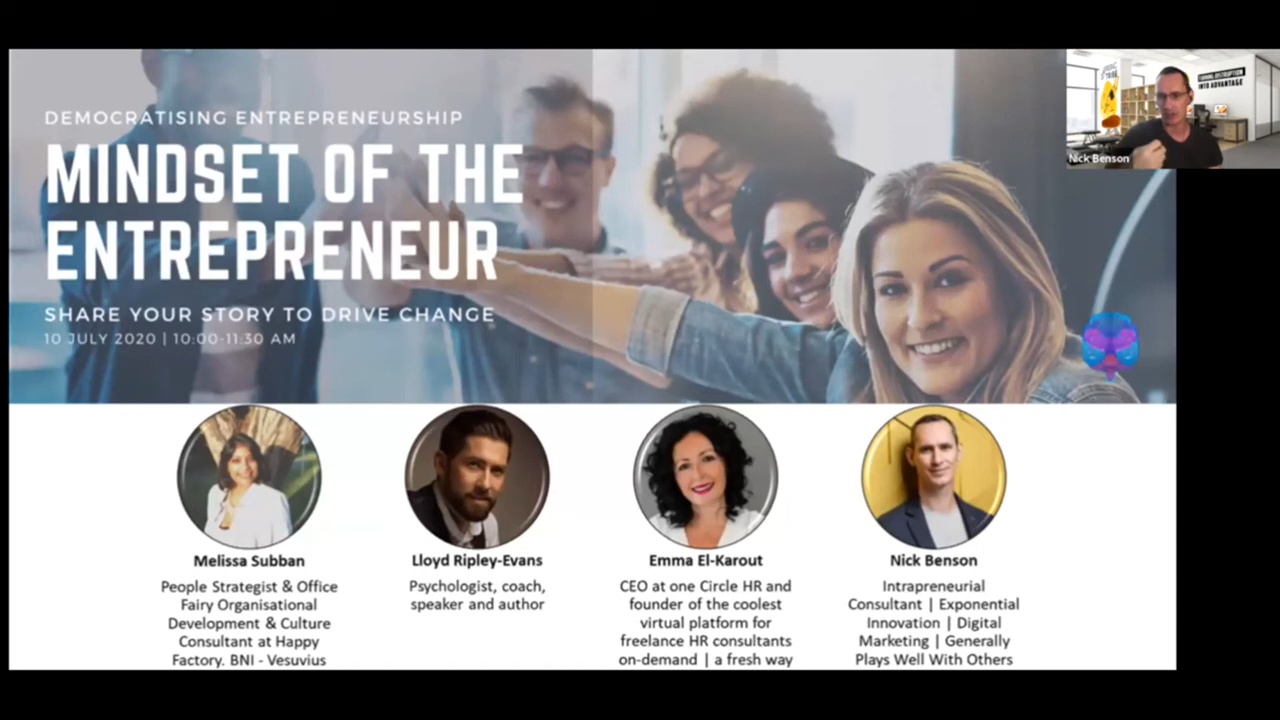 DEMOCRATISING ENTREPRENEURSHIP
MINDSET OF THE
ENTREPRENEUR
SHARE YOUR STORY TO DRIVE CHANGE
10 JULY 2020 | 10:00-11:30 AM
TURNING DISRUPTION
INTO ADVANTAGE
Nick Benson
Melissa Subban
People Strategist & Office
Fairy Organisational
Development & Culture
Consultant at Happy
Factory. BNI - Vesuvius
Lloyd Ripley-Evans
Psychologist, coach,
speaker and author
Emma El-Karout
CEO at one Circle HR and
founder of the coolest
virtual platform for
freelance HR consultants
on-demand | a fresh way
Nick Benson
Intrapreneurial
Consultant | Exponential
Innovation | Digital
Marketing | Generally
Plays Well With Others